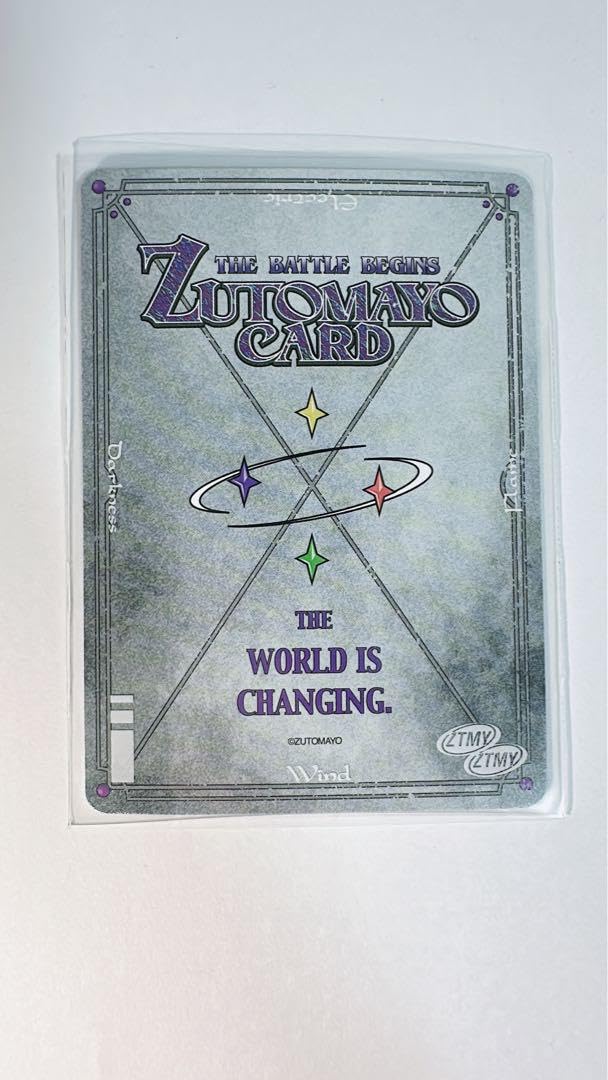 Electric
THE BATTLE BEGINS
ZUTOMAYO
CARD
Darkness
Flame
THE
WORLD IS
CHANGING.
©ZUTOMAYO
ZTMY
ZTMY
Wind